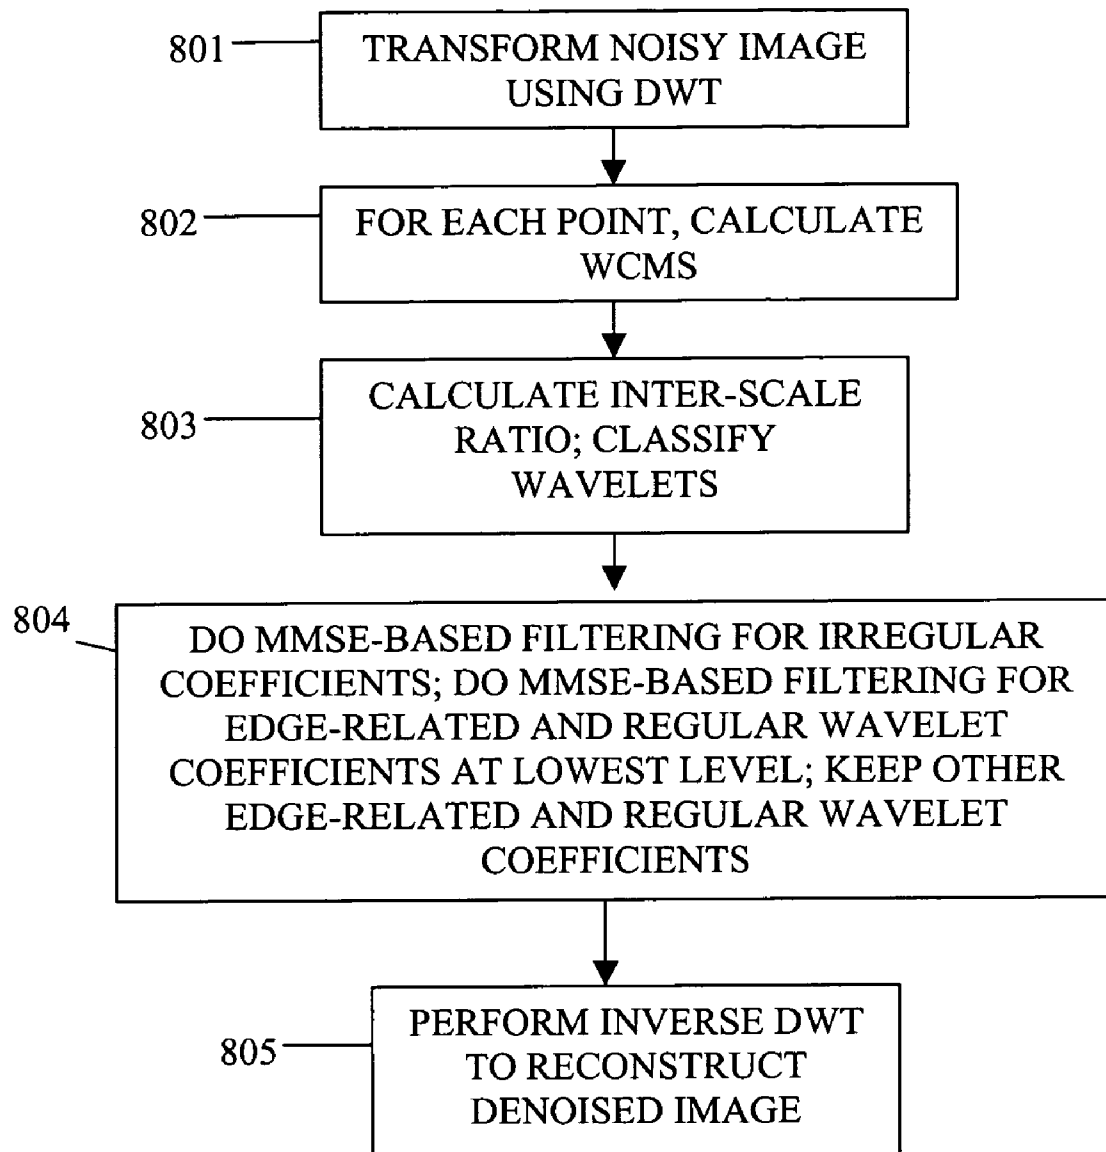 801
TRANSFORM NOISY IMAGE
USING DWT
802
FOR EACH POINT, CALCULATE
WCMS
803
CALCULATE INTER-SCALE
RATIO; CLASSIFY
WAVELETS
804
DO MMSE-BASED FILTERING FOR IRREGULAR
COEFFICIENTS; DO MMSE-BASED FILTERING FOR
EDGE-RELATED AND REGULAR WAVELET
COEFFICIENTS AT LOWEST LEVEL; KEEP OTHER
EDGE-RELATED AND REGULAR WAVELET
COEFFICIENTS
805
PERFORM INVERSE DWT
TO RECONSTRUCT
DENOISED IMAGE